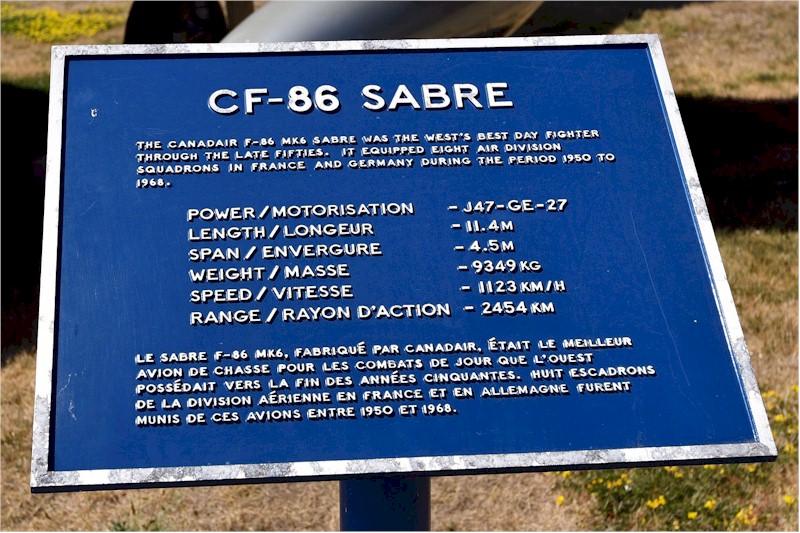 CF-86 SABRE
THE CANADAIR F-86 MK6 SABRE WAS THE WEST'S BEST DAY FIGHTER
THROUGH THE LATE FIFTIES. IT EQUIPPED EIGHT AIR DIVISION
SQUADRONS IN FRANCE AND GERMANY DURING THE PERIOD 1950 TO
1968.
POWER/MOTORISATION - J47-GE-27
LENGTH/LONGEUR - 11.4M
SPAN/ENVERGURE - 4.5M
WEIGHT/MASSE - 9349 KG
SPEED/VITESSE - 1123 KM/H
RANGE/RAYON D'ACTION - 2454 KM
LE SABRE F-86 MK6, FABRIQUÉ PAR CANADAIR, ÉTAIT LE MEILLEUR
AVION DE CHASSE POUR LES COMBATS DE JOUR QUE L'OUEST
POSSÉDAIT VERS LA FIN DES ANNÉES CINQUANTES. HUIT ESCADRONS
DE LA DIVISION AÉRIENNE EN FRANCE ET EN ALLEMAGNE FURENT
MUNIS DE CES AVIONS ENTRE 1950 ET 1968.